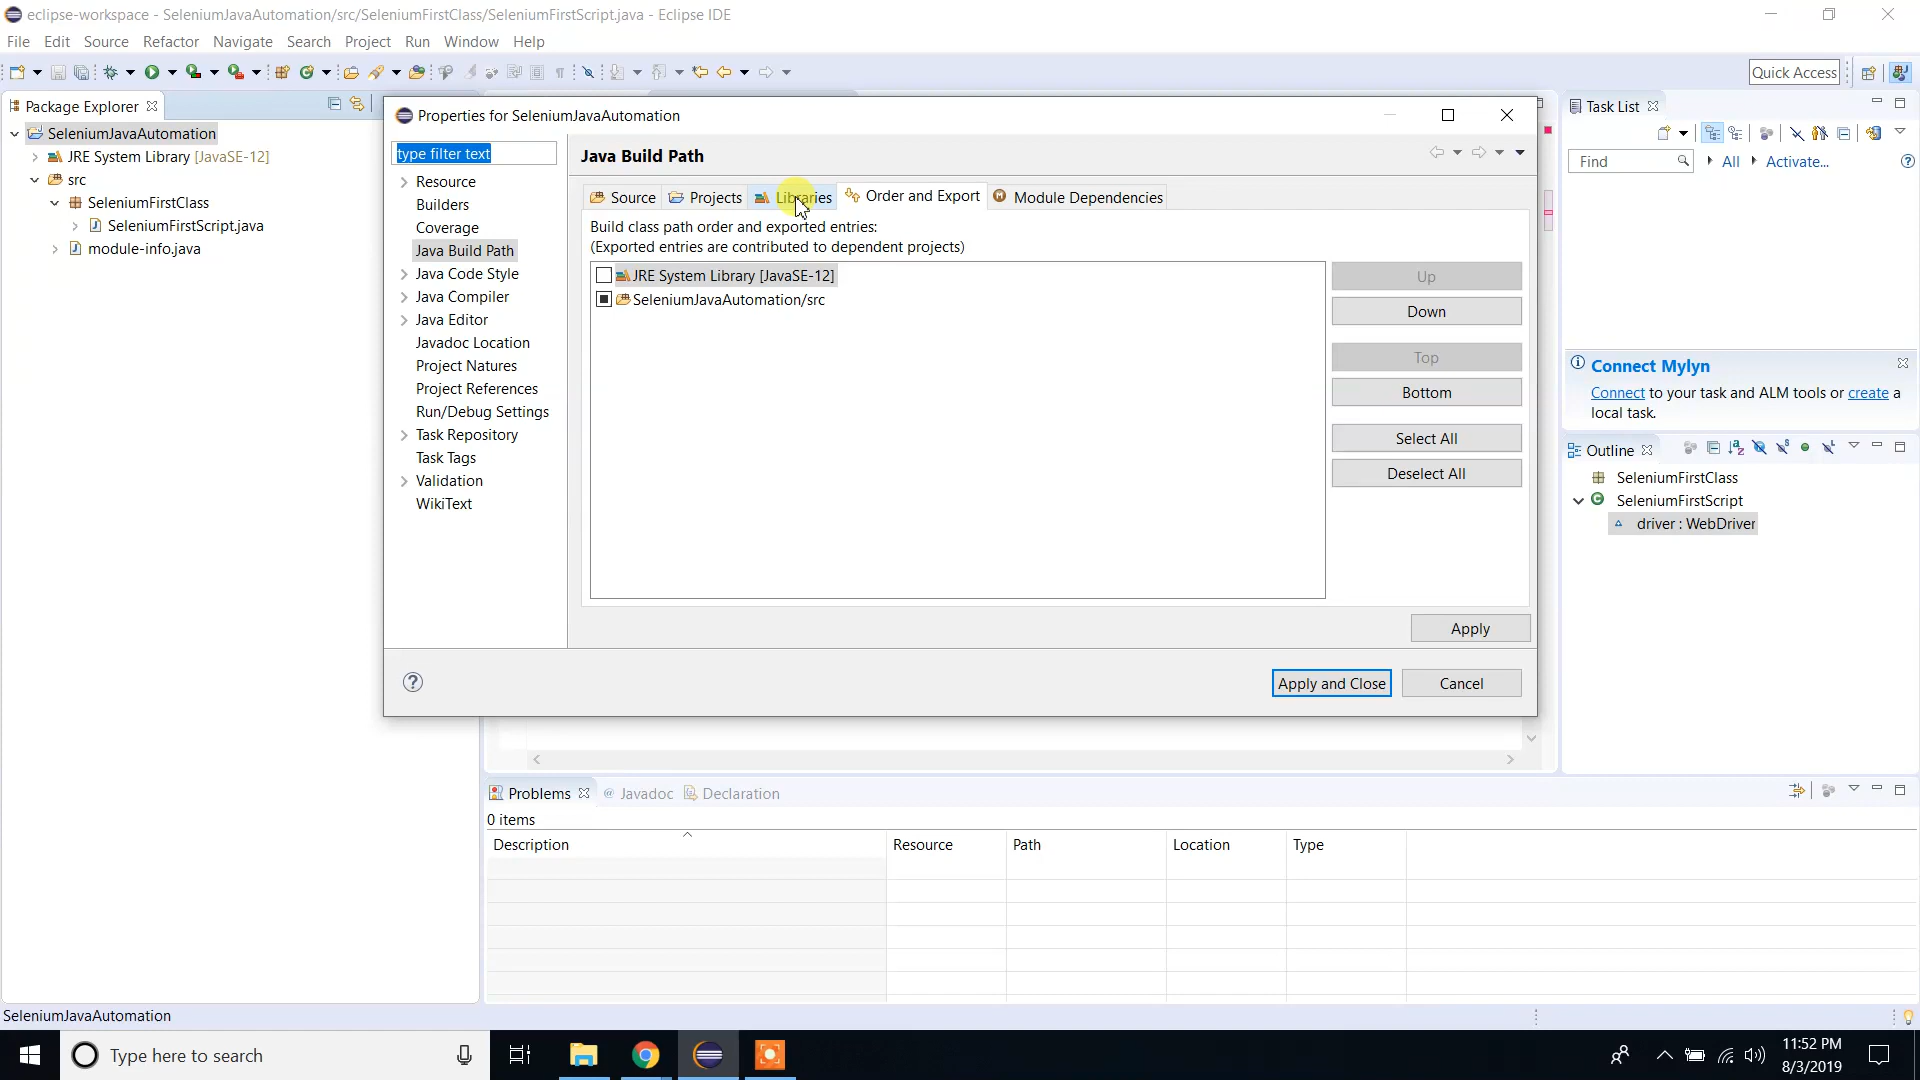 eclipse-workspace - SeleniumJavaAutomation/src/SeleniumFirstClass/SeleniumFirstScript.java - Eclipse IDE
File Edit Source Refactor Navigate Search Project Run Window Help
Quick Access
Package Explorer
SeleniumJavaAutomation
JRE System Library [JavaSE-12]
src
SeleniumFirstClass
SeleniumFirstScript.java
module-info.java
Properties for SeleniumJavaAutomation
type filter text
Resource
Builders
Coverage
Java Build Path
Java Code Style
Java Compiler
Java Editor
Javadoc Location
Project Natures
Project References
Run/Debug Settings
Task Repository
Task Tags
Validation
WikiText
Java Build Path
Source Projects Libraries Order and Export Module Dependencies
Build class path order and exported entries:
(Exported entries are contributed to dependent projects)
JRE System Library [JavaSE-12]
SeleniumJavaAutomation/src
Up
Down
Top
Bottom
Select All
Deselect All
Apply
Apply and Close Cancel
Task List
Find All Activate...
Connect Mylyn
Connect to your task and ALM tools or create a
local task.
Outline
SeleniumFirstClass
SeleniumFirstScript
driver : WebDriver
Problems Javadoc Declaration
0 items
Description Resource Path Location Type
SeleniumJavaAutomation
Type here to search
11:52 PM
8/3/2019